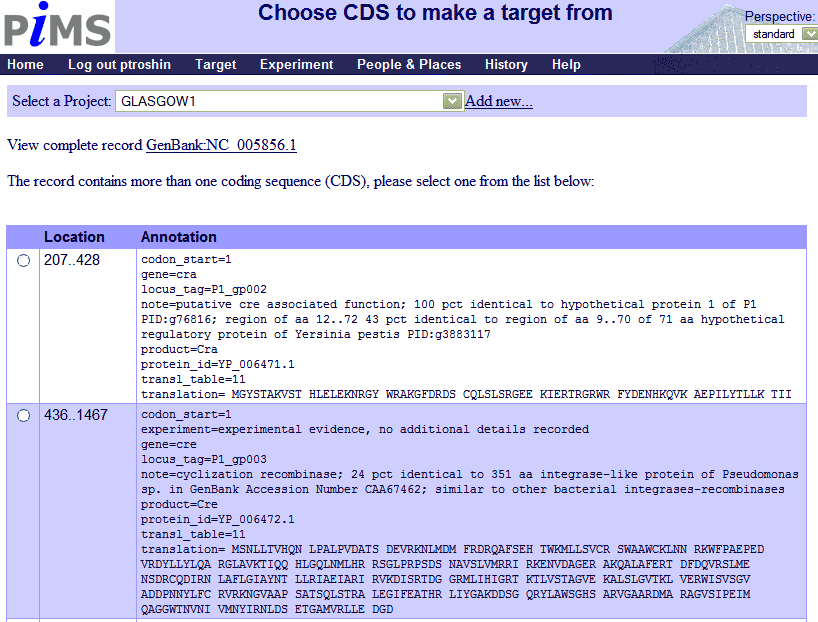 PiMS
Choose CDS to make a target from
Perspective:
standard
Home Log out ptroshin Target Experiment People & Places History Help
Select a Project: GLASGOW1 Add new...
View complete record GenBank:NC_005856.1
The record contains more than one coding sequence (CDS), please select one from the list below:
Location Annotation
207..428 codon_start=1
gene=cra
locus_tag=P1_gp002
note=putative cre associated function; 100 pct identical to hypothetical protein 1 of P1
PID:g76816; region of aa 12..72 43 pct identical to region of aa 9..70 of 71 aa hypothetical
regulatory protein of Yersinia pestis PID:g3883117
product=Cra
protein_id=YP_006471.1
transl_table=11
translation= MGYSTAKVST HLELEKNRGY WRAKGFDRDS CQLSLSRGEE KIERTRGRWR FYDENHKQVK AEPILYTLLK TII
436..1467 codon_start=1
experiment=experimental evidence, no additional details recorded
gene=cre
locus_tag=P1_gp003
note=cyclization recombinase; 24 pct identical to 351 aa integrase-like protein of Pseudomonas
sp. in GenBank Accession Number CAA67462; similar to other bacterial integrases-recombinases
product=Cre
protein_id=YP_006472.1
transl_table=11
translation= MSNLLTVHQN LPALPVDATS DEVRKNLMDM FRDRQAFSEH TWKMLLSVCR SWAAWCKLNN RKWFPAEPED
VRDYLLYLQA RGLAVKTIQQ HLGQLNMLHR RSGLPRPSDS NAVSLVMRRI RKENVDAGER AKQALAFERT DFDQVRSLME
NSDRCQDIRN LAFLGIAYNT LLRIAEIARI RVKDISRTDG GRMLIHIGRT KTLVSTAGVE KALSLGVTKL VERWISVSGV
ADDPNNYLFC RVRKNGVAAP SATSQLSTRA LEGIFEATHR LIYGAKDDSG QRYLAWSGHS ARVGAARDMA RAGVSIPEIM
QAGGWTNVNI VMNYIRNLDS ETGAMVRLLE DGD